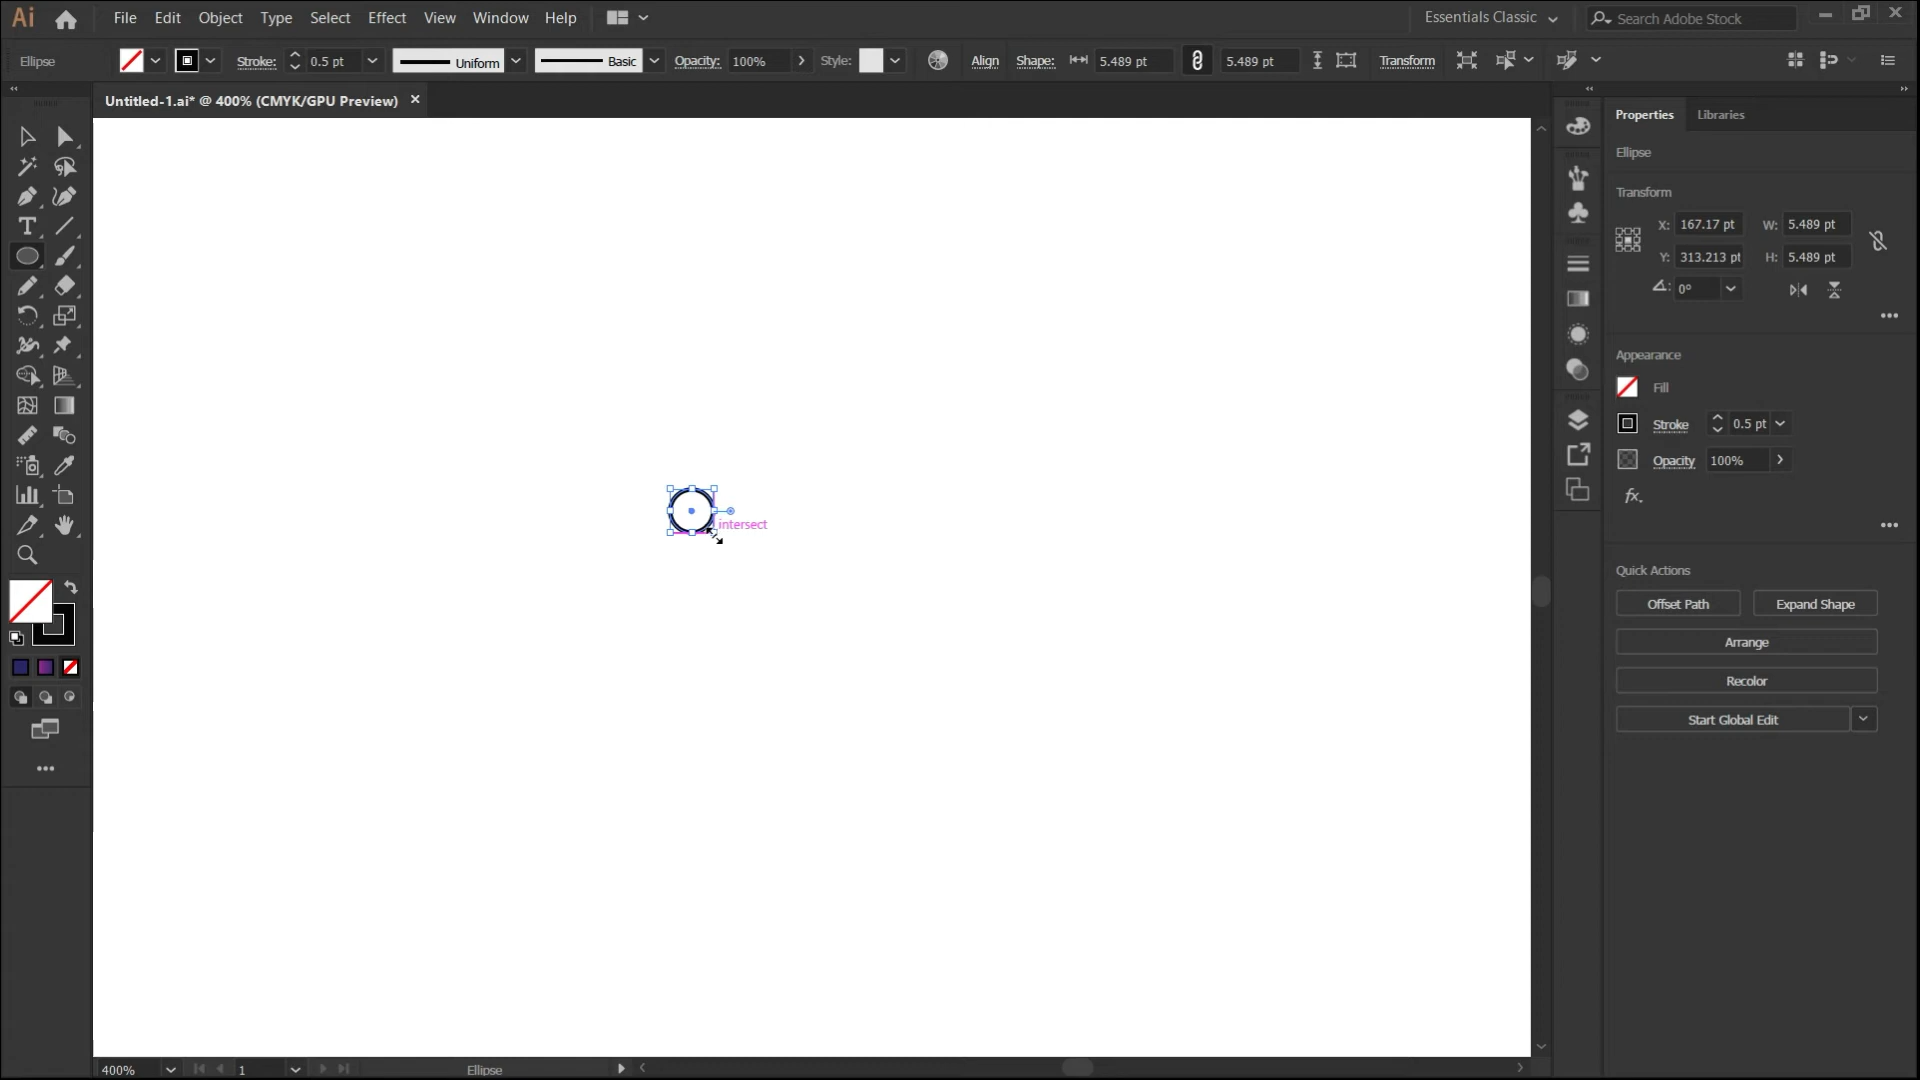 Ai File Edit Object Type Select Effect View Window Help Essentials Classic Search Adobe Stock
Ellipse Stroke: 0.5 pt Uniform Basic Opacity: 100% Style: Align Shape: 5.489 pt 5.489 pt Transform
Untitled-1.ai* @ 400% (CMYK/GPU Preview)
Properties Libraries
Ellipse
Transform
X: 167.17 pt W: 5.489 pt
Y: 313.213 pt H: 5.489 pt
0°
Appearance
Fill
Stroke 0.5 pt
Opacity 100%
fx.
intersect
Quick Actions
Offset Path Expand Shape
Arrange
Recolor
Start Global Edit
400% 1 Ellipse